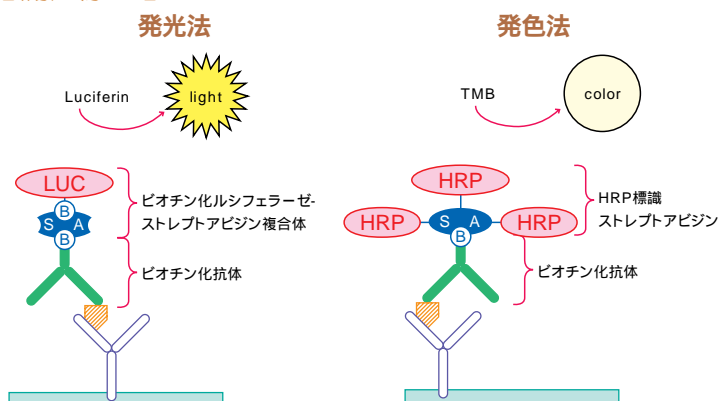 発光法
Luciferin
light
LUC
B
S A
B
ビオチン化ルシフェラーゼ-
ストレプトアビジン複合体
ビオチン化抗体
発色法
TMB
color
HRP
HRP
S A
HRP
B
HRP標識
ストレプトアビジン
ビオチン化抗体